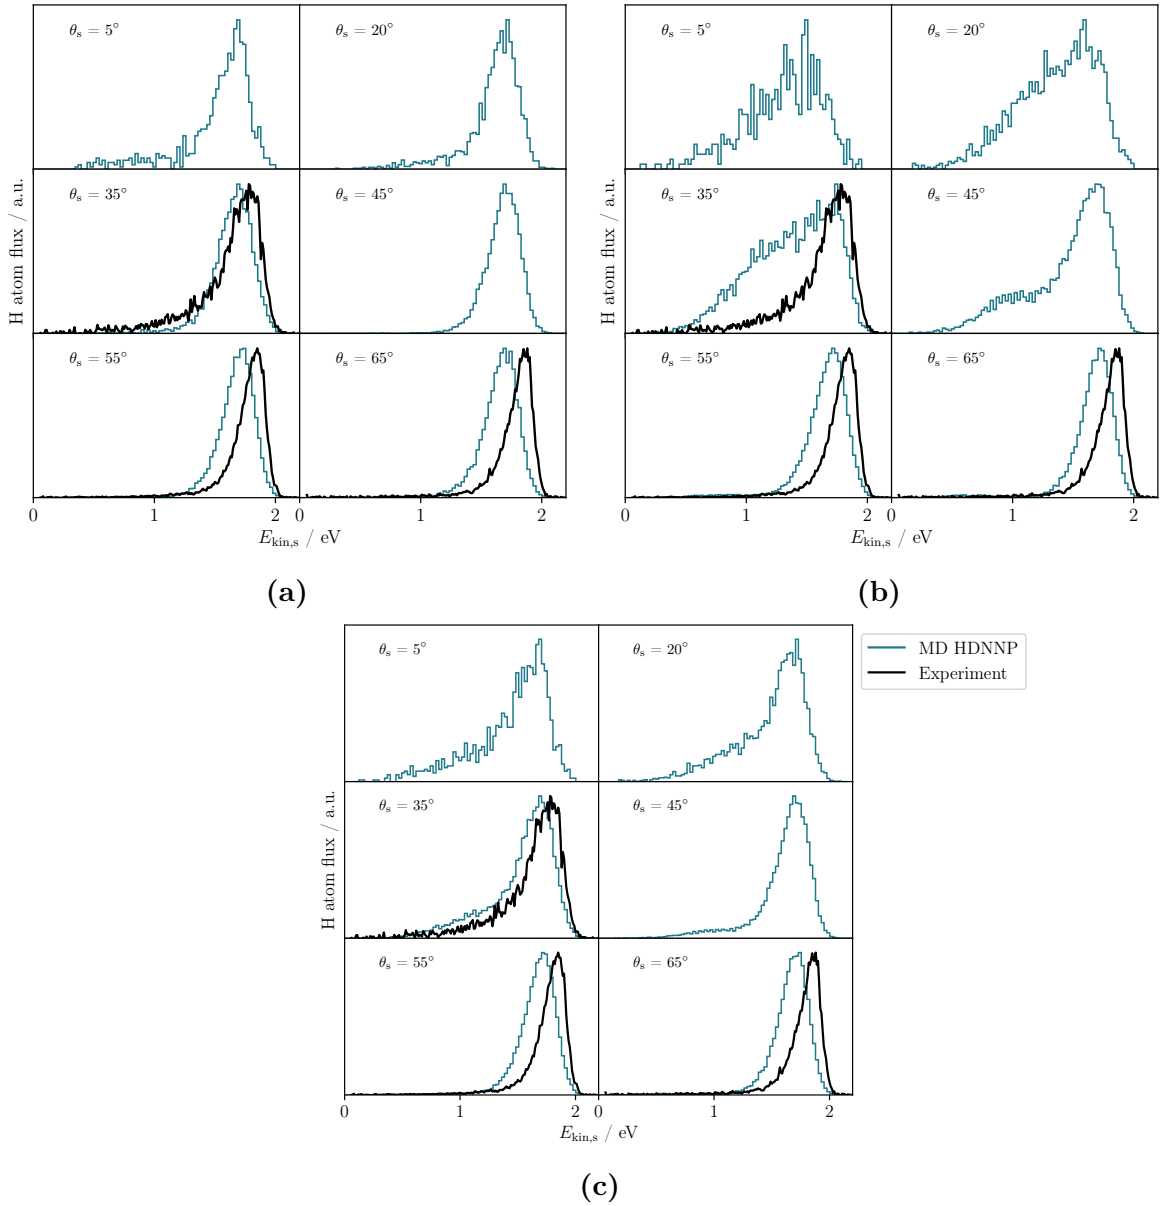 θs = 5°
θs = 20°
θs = 35°
θs = 45°
θs = 55°
θs = 65°
H atom flux / a.u.
0
1
2
1
2
Ekin,s / eV
(a)
θs = 5°
θs = 20°
θs = 35°
θs = 45°
θs = 55°
θs = 65°
H atom flux / a.u.
0
1
2
0
1
2
Ekin,s / eV
(b)
θs = 5°
θs = 20°
θs = 35°
θs = 45°
θs = 55°
θs = 65°
H atom flux / a.u.
0
1
2
0
1
2
Ekin,s / eV
MD HDNNP
Experiment
(c)